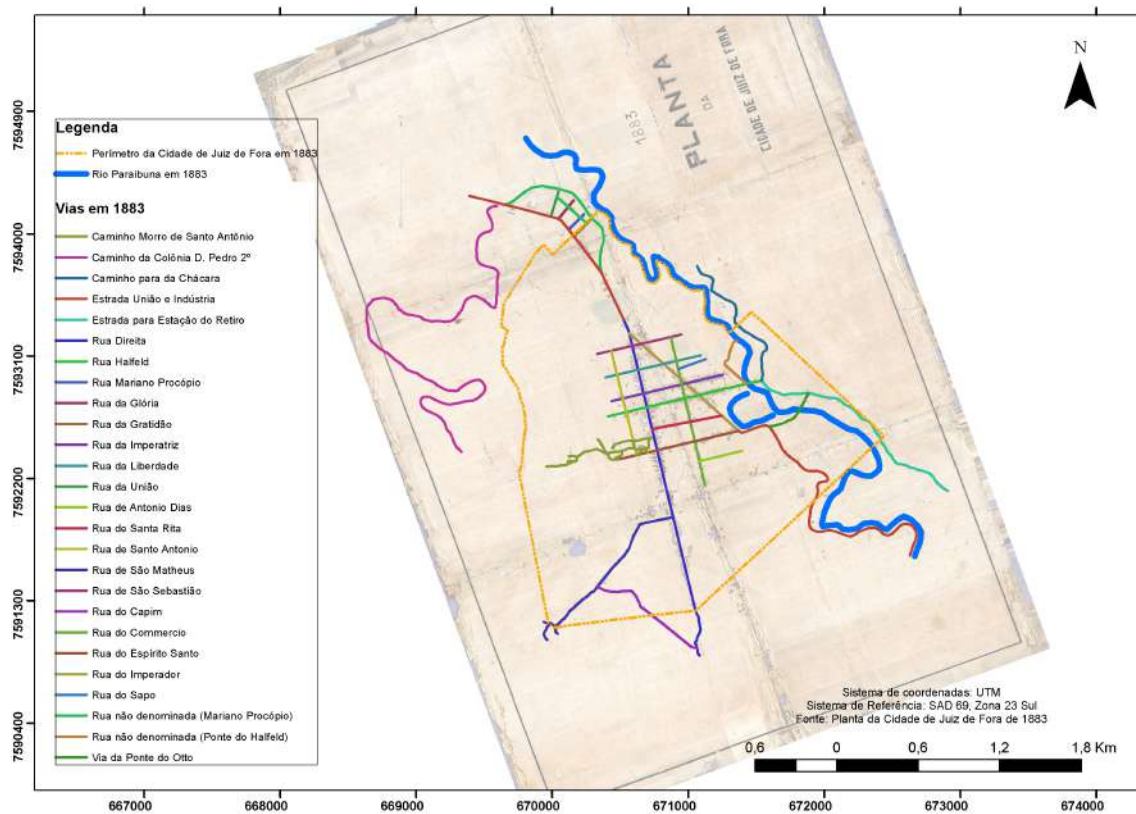 1883
PLANTA
DA
CIDADE DE JUIZ DE FORA
N
7594900
7594000
7593100
7592200
7591300
7590400
Legenda
Perímetro da Cidade de Juiz de Fora em 1883
Rio Paraibuna em 1883
Vias em 1883
Caminho Morro de Santo Antônio
Caminho da Colônia D. Pedro 2º
Caminho para da Chácara
Estrada União e Indústria
Estrada para Estação do Retiro
Rua Direita
Rua Halfeld
Rua Mariano Procópio
Rua da Glória
Rua da Gratidão
Rua da Imperatriz
Rua da Liberdade
Rua da União
Rua de Antonio Dias
Rua de Santa Rita
Rua de Santo Antonio
Rua de São Matheus
Rua de São Sebastião
Rua do Capim
Rua do Commercio
Rua do Espírito Santo
Rua do Imperador
Rua do Sapo
Rua não denominada (Mariano Procópio)
Rua não denominada (Ponte do Halfeld)
Via da Ponte do Otto
Sistema de coordenadas: UTM
Sistema de Referência: SAD 69, Zona 23 Sul
Fonte: Planta da Cidade de Juiz de Fora de 1883
0,6 0 0,6 1,2 1,8 Km
667000 668000 669000 670000 671000 672000 673000 674000